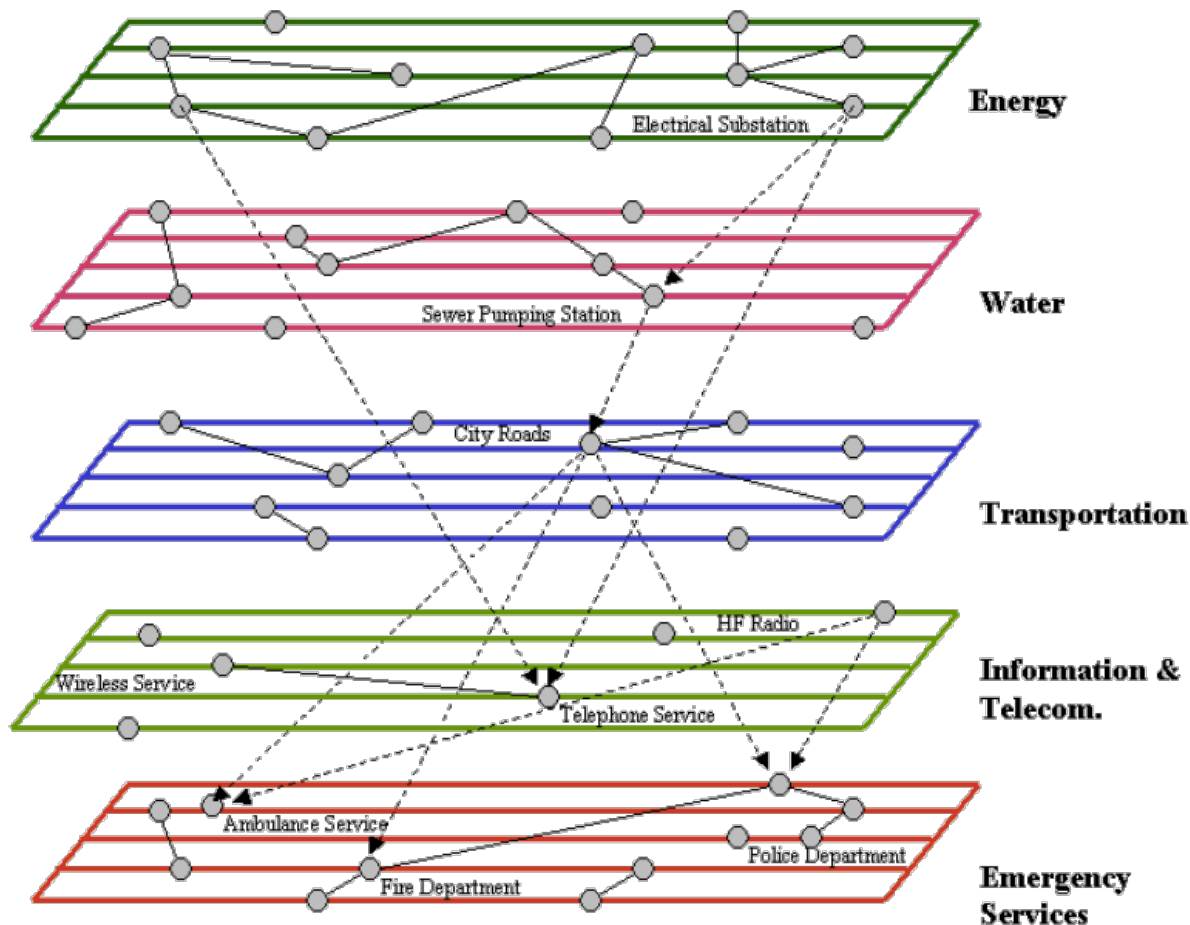 Energy
Electrical Substation
Water
Sewer Pumping Station
City Roads
Transportation
HF Radio
Information &
Telecom.
Wireless Service
Telephone Service
Ambulance Service
Police Department
Fire Department
Emergency
Services